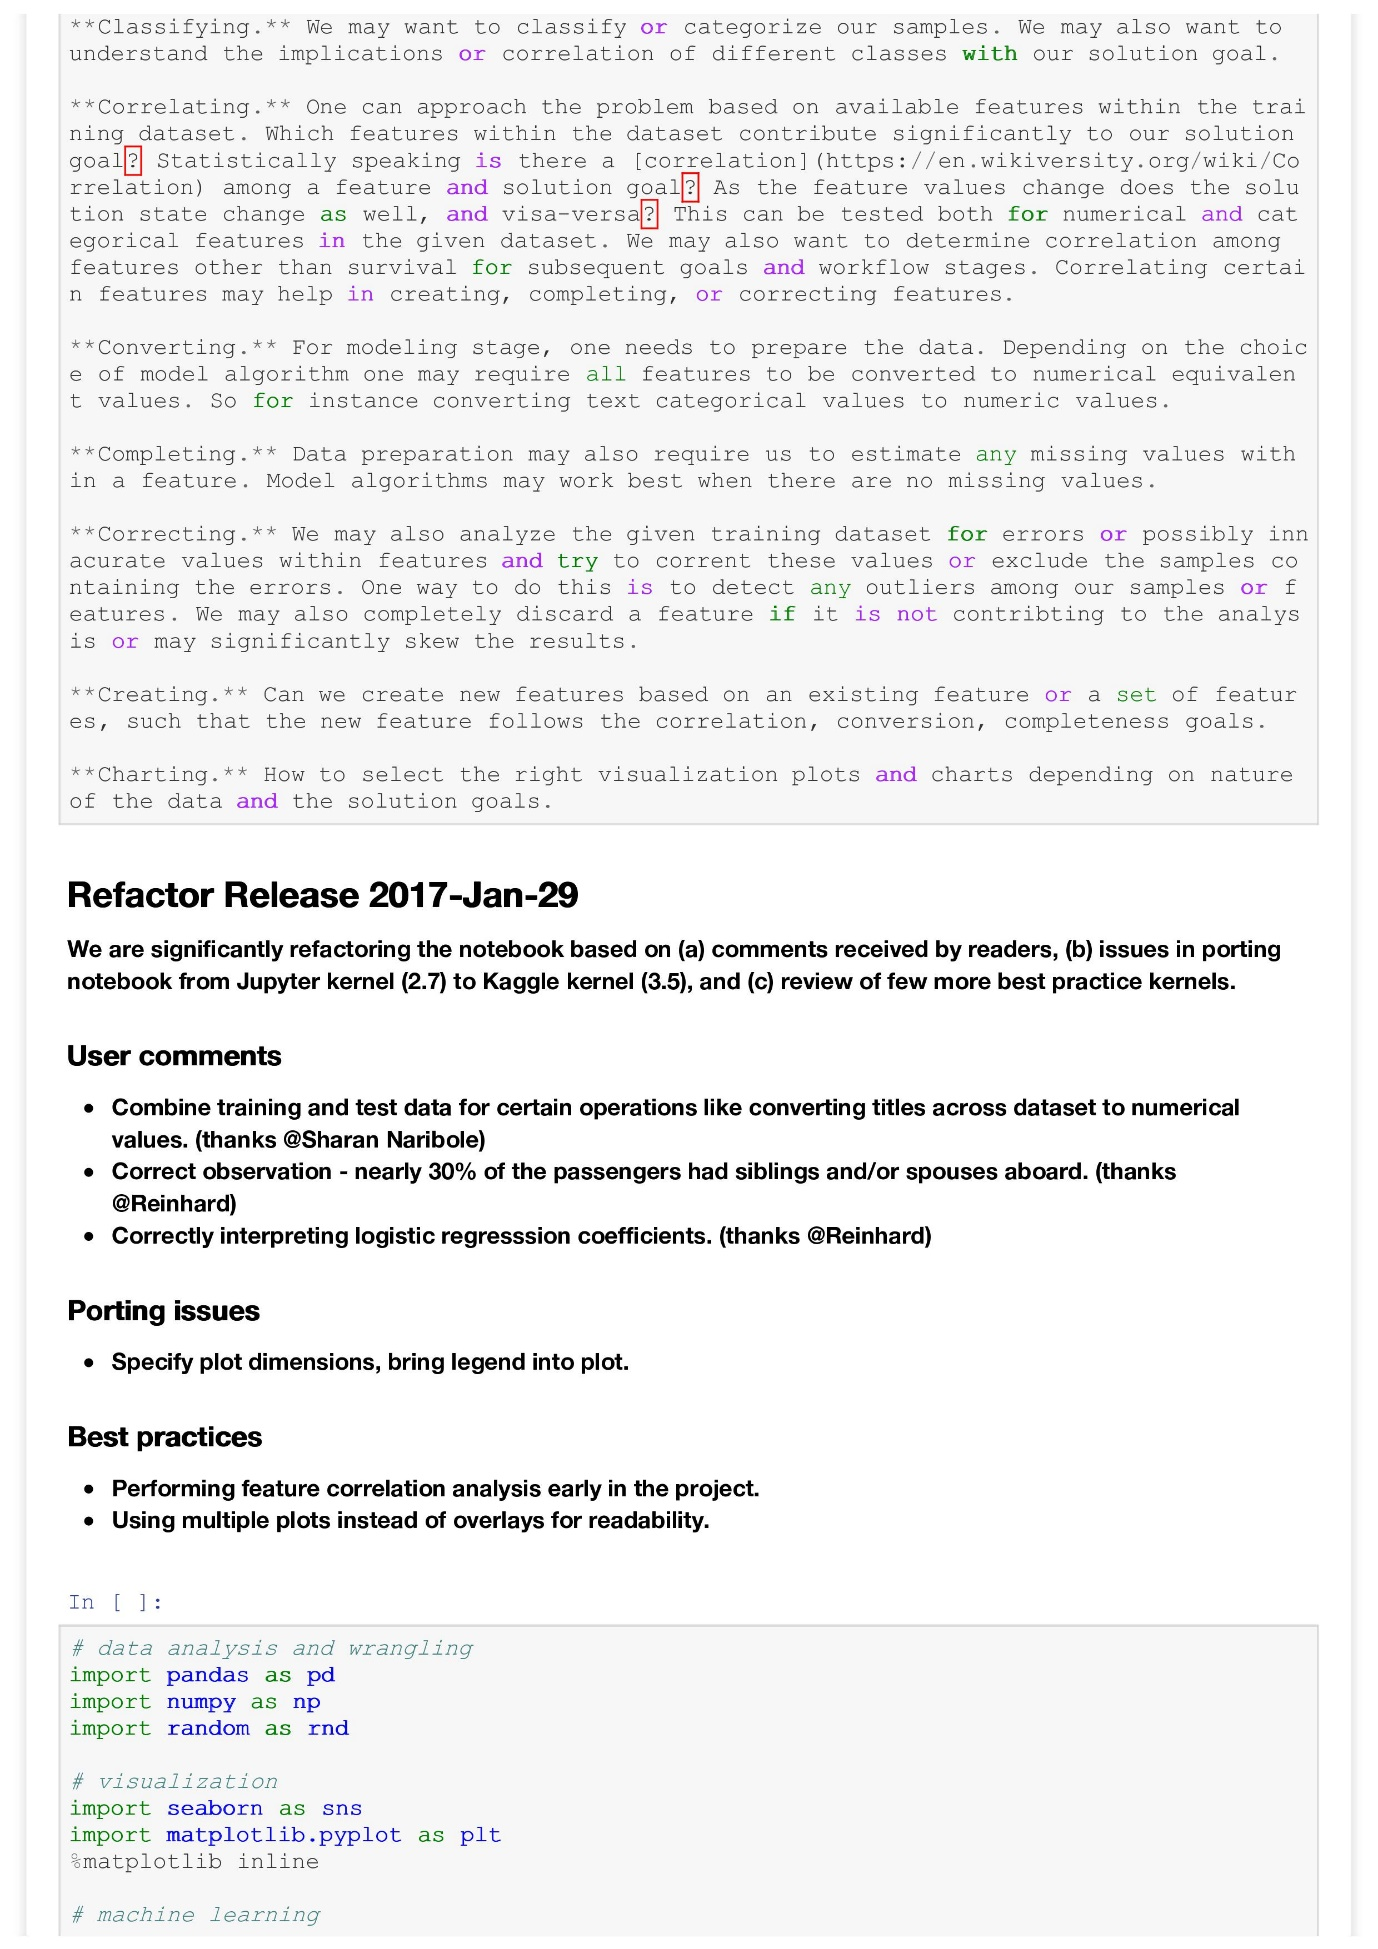 **Classifying.** We may want to classify or categorize our samples. We may also want to
understand the implications or correlation of different classes with our solution goal.
**Correlating.** One can approach the problem based on available features within the trai
ning dataset. Which features within the dataset contribute significantly to our solution
goal? Statistically speaking is there a [correlation](https://en.wikiversity.org/wiki/Co
rrelation) among a feature and solution goal? As the feature values change does the solu
tion state change as well, and visa-versa? This can be tested both for numerical and cat
egorical features in the given dataset. We may also want to determine correlation among
features other than survival for subsequent goals and workflow stages. Correlating certai
n features may help in creating, completing, or correcting features.
**Converting.** For modeling stage, one needs to prepare the data. Depending on the choic
e of model algorithm one may require all features to be converted to numerical equivalen
t values. So for instance converting text categorical values to numeric values.
**Completing.** Data preparation may also require us to estimate any missing values with
in a feature. Model algorithms may work best when there are no missing values.
**Correcting.** We may also analyze the given training dataset for errors or possibly inn
acurate values within features and try to corrent these values or exclude the samples co
ntaining the errors. One way to do this is to detect any outliers among our samples or f
eatures. We may also completely discard a feature if it is not contribting to the analys
is or may significantly skew the results.
**Creating.** Can we create new features based on an existing feature or a set of featur
es, such that the new feature follows the correlation, conversion, completeness goals.
**Charting.** How to select the right visualization plots and charts depending on nature
of the data and the solution goals.
Refactor Release 2017-Jan-29
We are significantly refactoring the notebook based on (a) comments received by readers, (b) issues in porting
notebook from Jupyter kernel (2.7) to Kaggle kernel (3.5), and (c) review of few more best practice kernels.
User comments
• Combine training and test data for certain operations like converting titles across dataset to numerical
values. (thanks @Sharan Naribole)
• Correct observation - nearly 30% of the passengers had siblings and/or spouses aboard. (thanks
@Reinhard)
• Correctly interpreting logistic regresssion coefficients. (thanks @Reinhard)
Porting issues
• Specify plot dimensions, bring legend into plot.
Best practices
• Performing feature correlation analysis early in the project.
• Using multiple plots instead of overlays for readability.
In [ ]:
# data analysis and wrangling
import pandas as pd
import numpy as np
import random as rnd
# visualization
import seaborn as sns
import matplotlib.pyplot as plt
%matplotlib inline
# machine learning